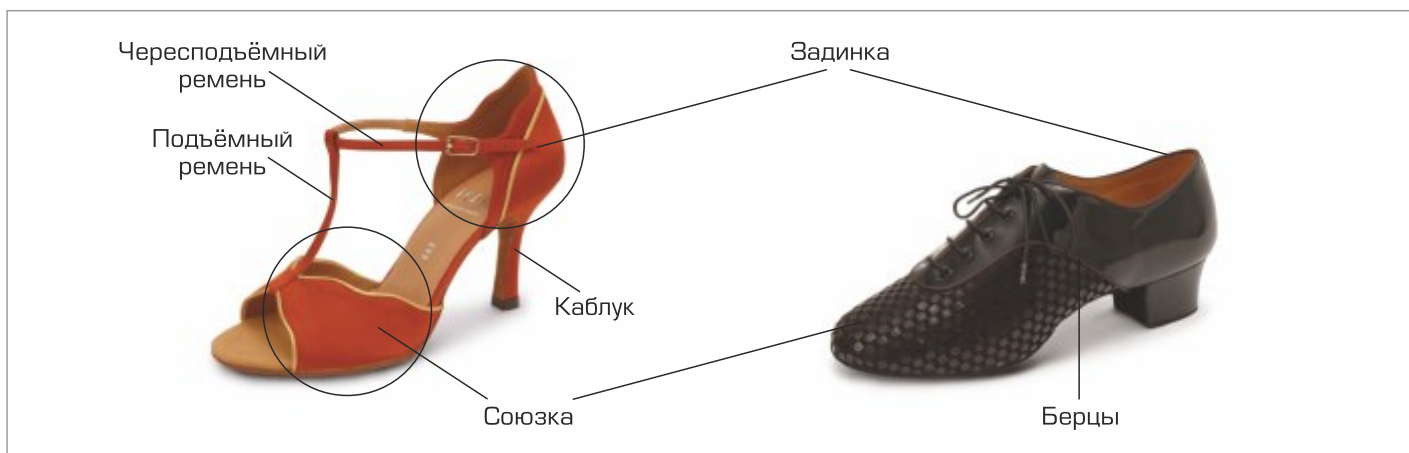 Чересподъёмный
ремень
Задинка
Подъёмный
ремень
Каблук
Союзка
Берцы